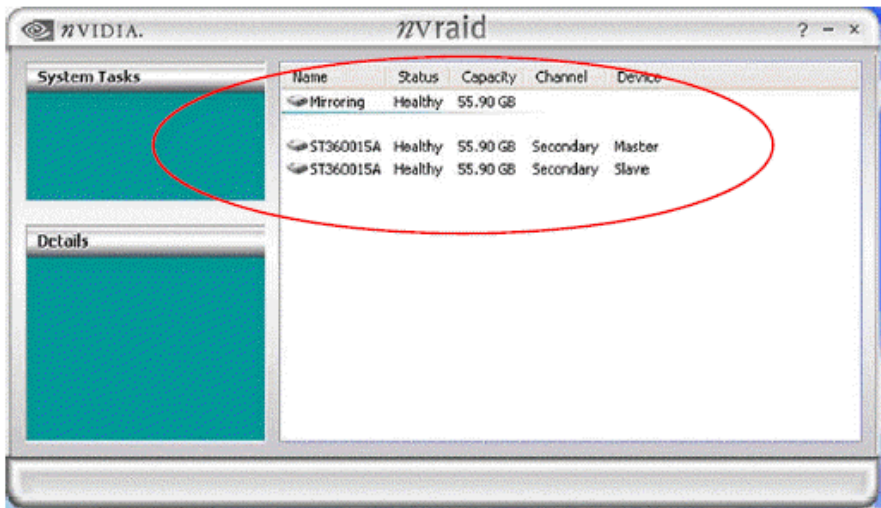 nVIDIA. nvraid ? - ×
System Tasks
Name Status Capacity Channel Device
Mirroring Healthy 55.90 GB
ST360015A Healthy 55.90 GB Secondary Master
ST360015A Healthy 55.90 GB Secondary Slave
Details